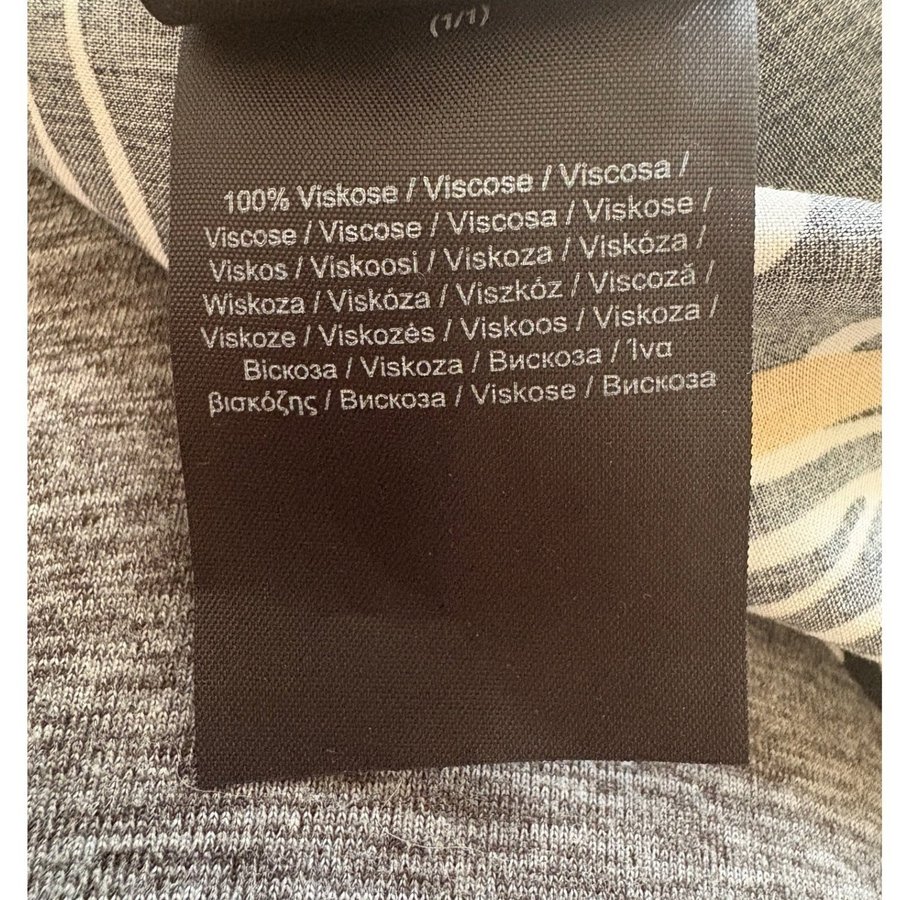 (1/1)
100% Viskose / Viscose / Viscosa /
Viscose / Viscose / Viscosa / Viskose /
Viskos / Viskoosi / Viskoza / Viskóza /
Wiskoza / Viskóza / Viszkóz / Viscoză /
Viskoze / Viskozės / Viskoos / Viskoza /
Віскоза / Viskoza / Вискоза / Ίνα
βισκόζης / Вискоза / Viskose / Вискоза